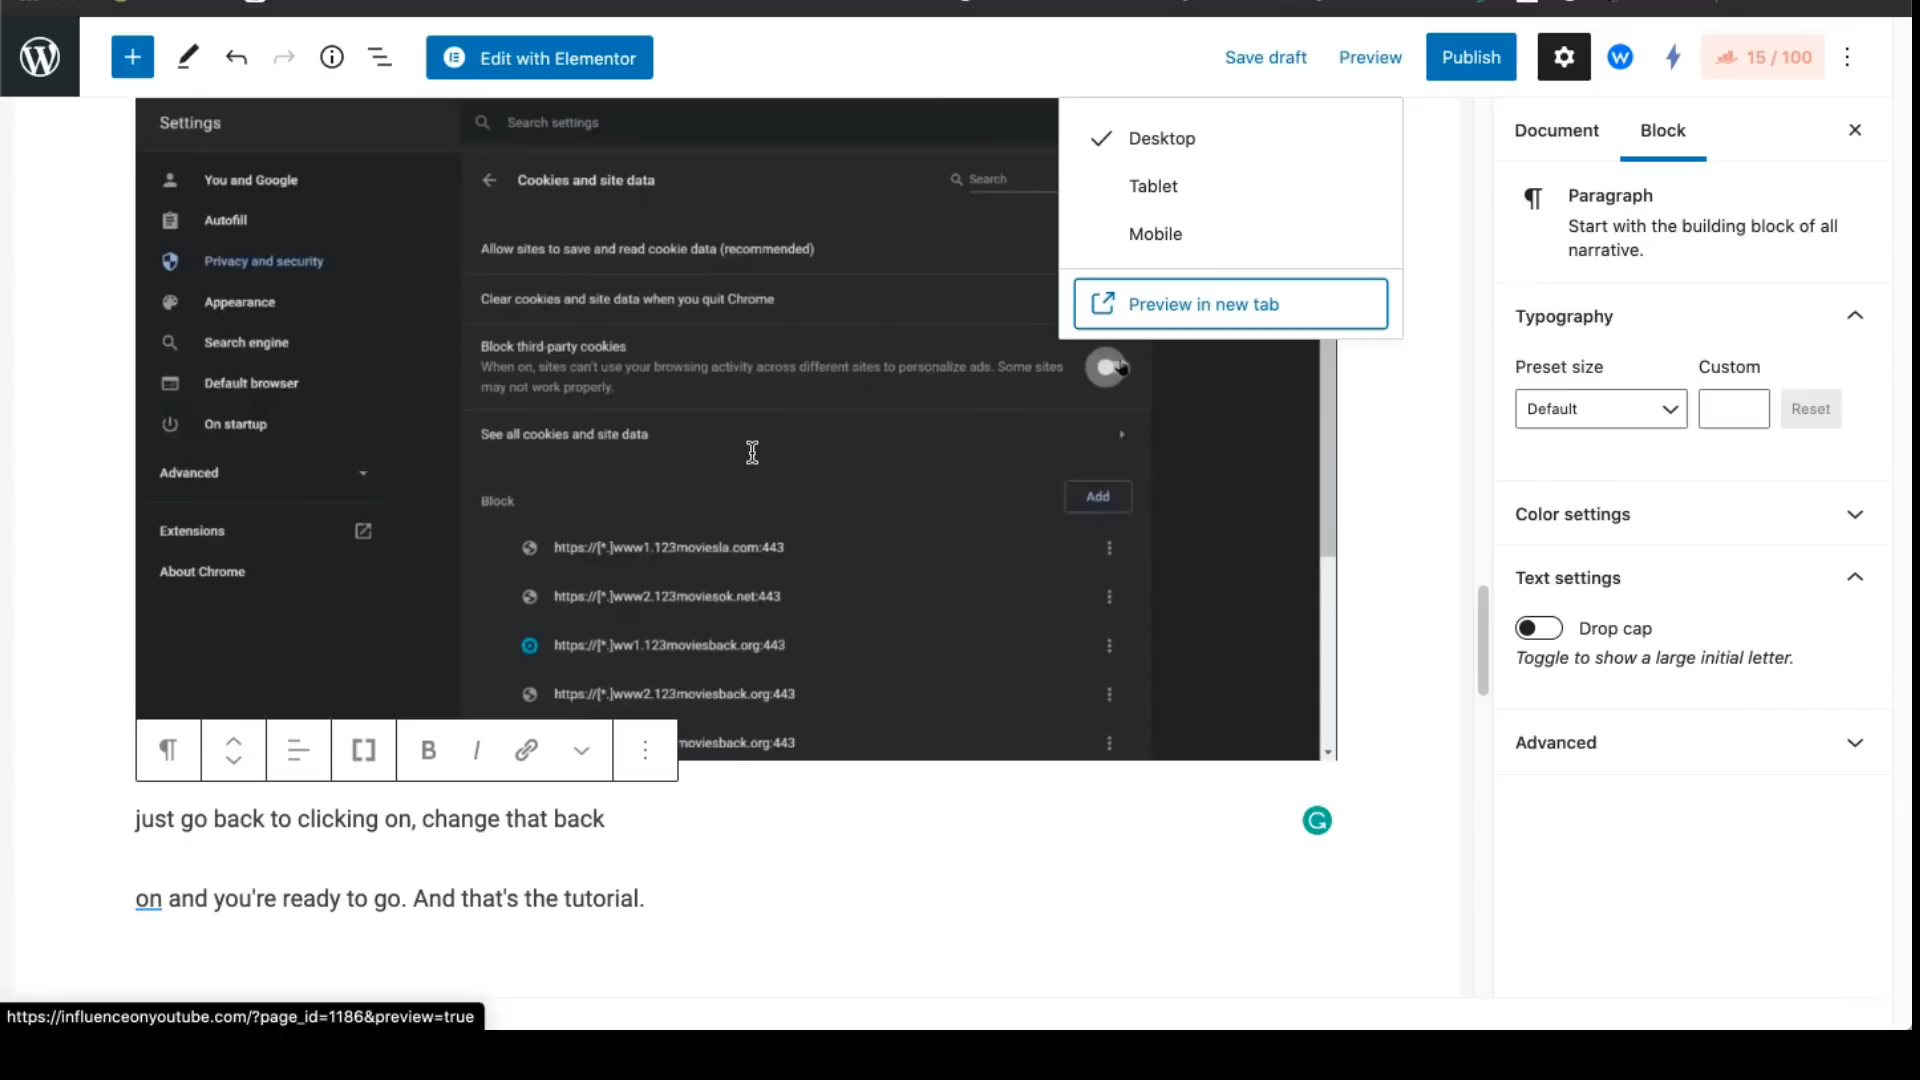 Edit with Elementor
Save draft
Preview
Publish
15 / 100
Settings
Search settings
You and Google
Autofill
Privacy and security
Appearance
Search engine
Default browser
On startup
Advanced
Extensions
About Chrome
Cookies and site data
Search
Allow sites to save and read cookie data (recommended)
Clear cookies and site data when you quit Chrome
Block third-party cookies
When on, sites can't use your browsing activity across different sites to personalize ads. Some sites
may not work properly.
See all cookies and site data
Block
Add
https://[*.]www1.123moviesla.com:443
https://[*.]www2.123moviesok.net:443
https://[*.]ww1.123moviesback.org:443
https://[*.]www2.123moviesback.org:443
moviesback.org:443
Desktop
Tablet
Mobile
Preview in new tab
B I
just go back to clicking on, change that back
on and you're ready to go. And that's the tutorial.
Document
Block
Paragraph
Start with the building block of all
narrative.
Typography
Preset size
Custom
Default
Reset
Color settings
Text settings
Drop cap
Toggle to show a large initial letter.
Advanced
https://influenceonyoutube.com/?page_id=1186&preview=true